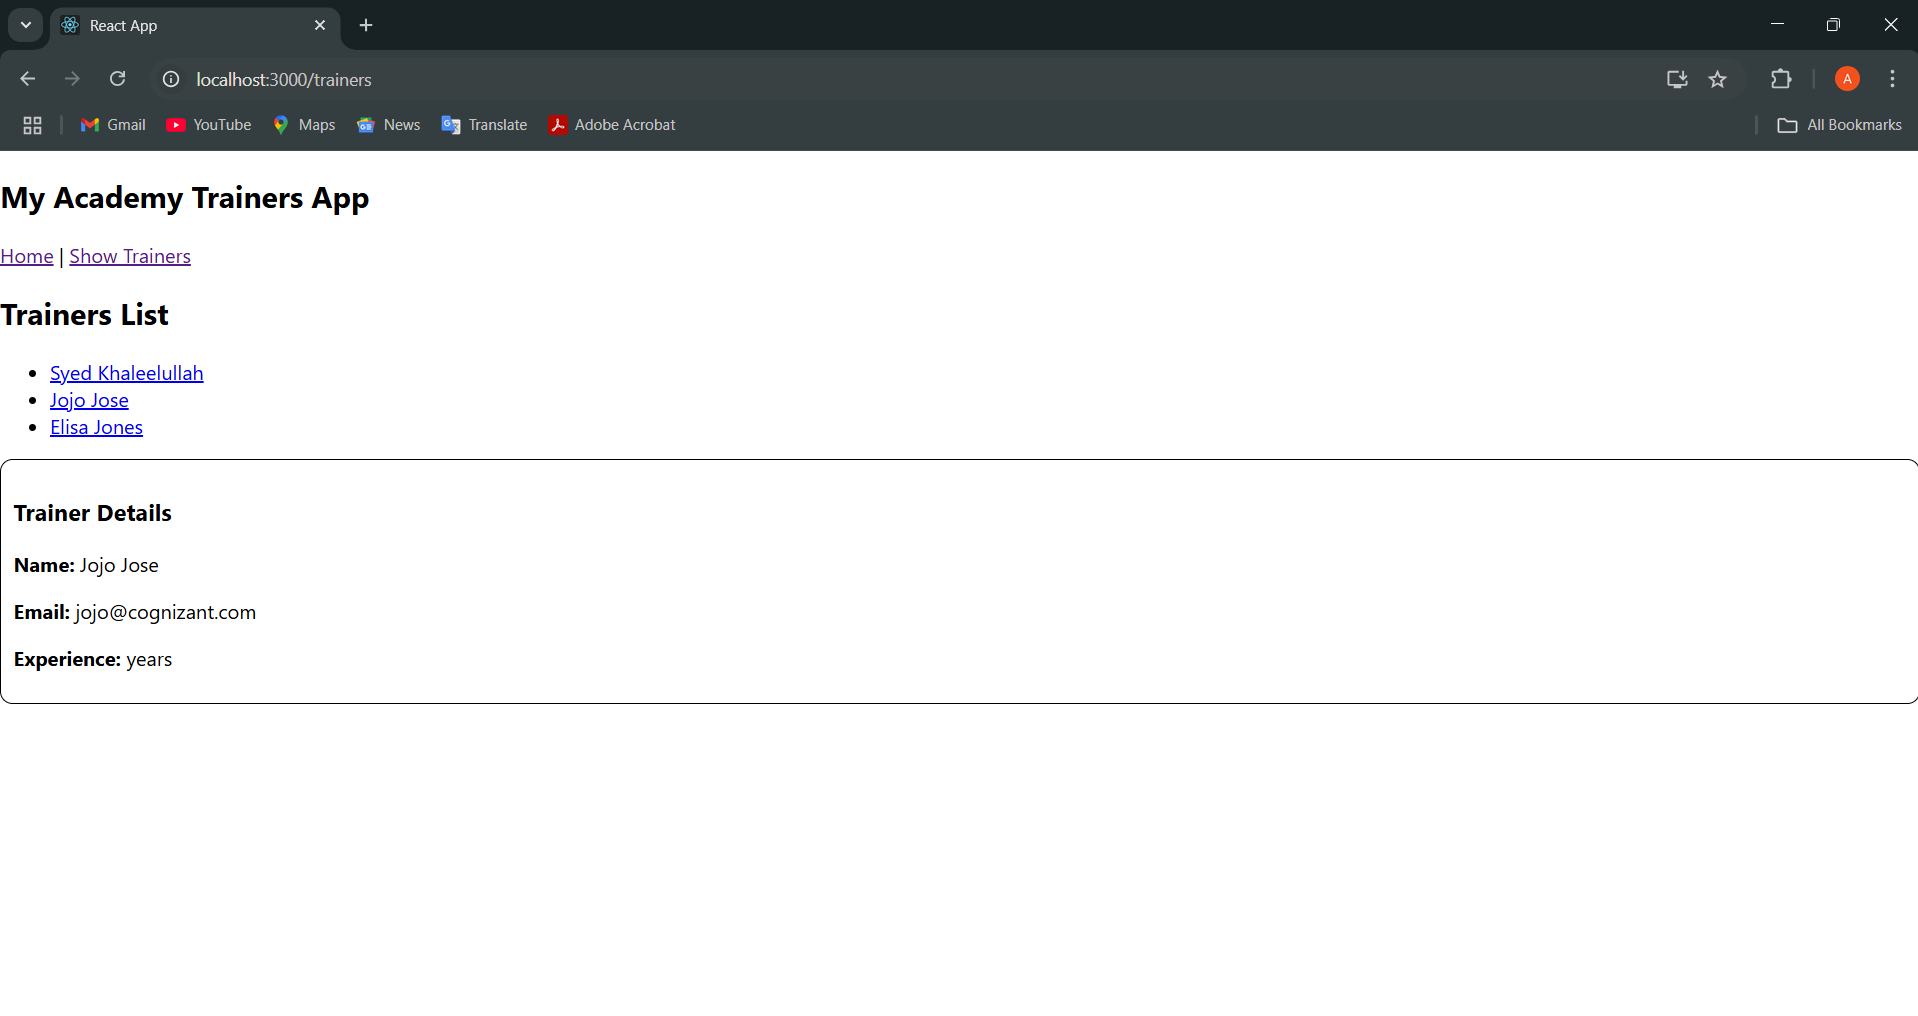 React App
localhost:3000/trainers
A
Gmail YouTube Maps News Translate Adobe Acrobat All Bookmarks
My Academy Trainers App
Home | Show Trainers
Trainers List
Syed Khaleelullah
Jojo Jose
Elisa Jones
Trainer Details
Name: Jojo Jose
Email: jojo@cognizant.com
Experience: years